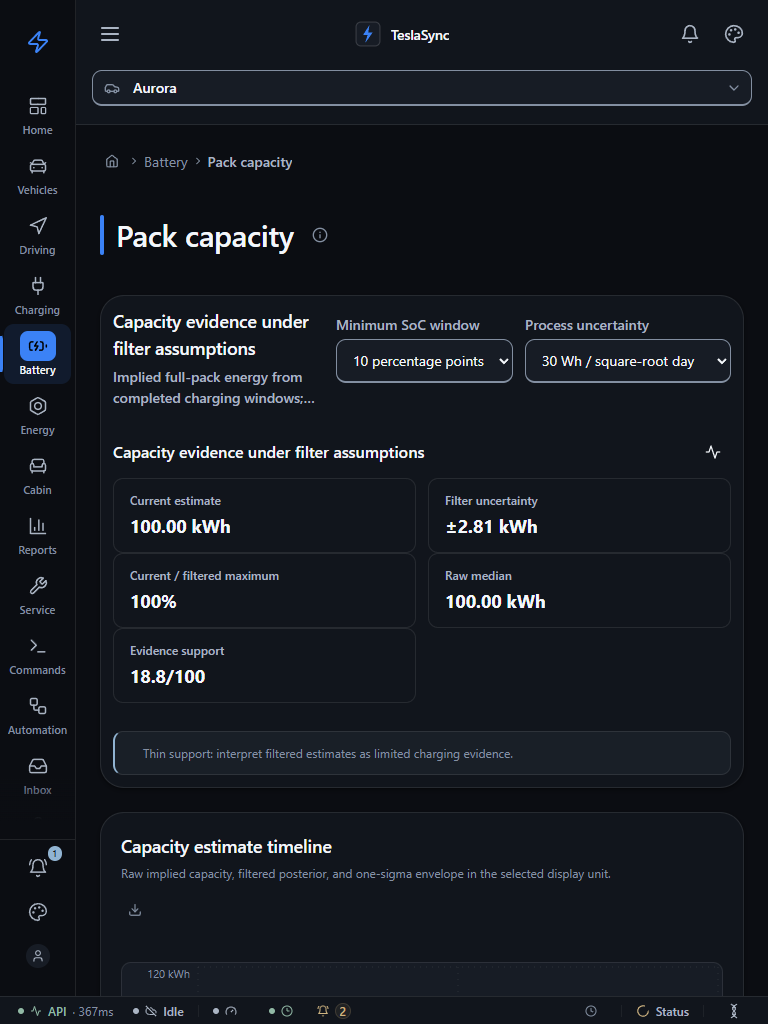 TeslaSync
Aurora
Home
Vehicles
Driving
Charging
Battery
Energy
Cabin
Reports
Service
Commands
Automation
Inbox
1
Battery
Pack capacity
Pack capacity
Capacity evidence under
filter assumptions
Implied full-pack energy from
completed charging windows;...
Minimum SoC window
10 percentage points
Process uncertainty
30 Wh / square-root day
Capacity evidence under filter assumptions
Current estimate
100.00 kWh
Filter uncertainty
±2.81 kWh
Current / filtered maximum
100%
Raw median
100.00 kWh
Evidence support
18.8/100
Thin support: interpret filtered estimates as limited charging evidence.
Capacity estimate timeline
Raw implied capacity, filtered posterior, and one-sigma envelope in the selected display unit.
120 kWh
API · 367ms
Idle
2
Status